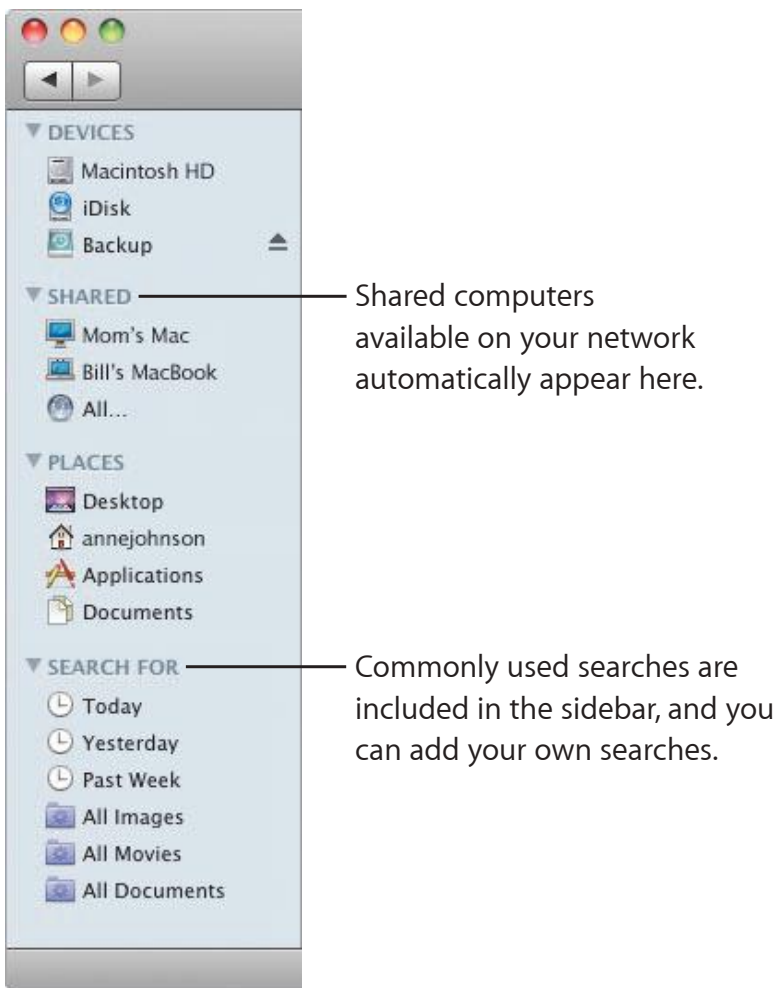 DEVICES
Macintosh HD
iDisk
Backup
SHARED
Shared computers
available on your network
automatically appear here.
Mom's Mac
Bill's MacBook
All...
PLACES
Desktop
annejohnson
Applications
Documents
SEARCH FOR
Commonly used searches are
included in the sidebar, and you
can add your own searches.
Today
Yesterday
Past Week
All Images
All Movies
All Documents